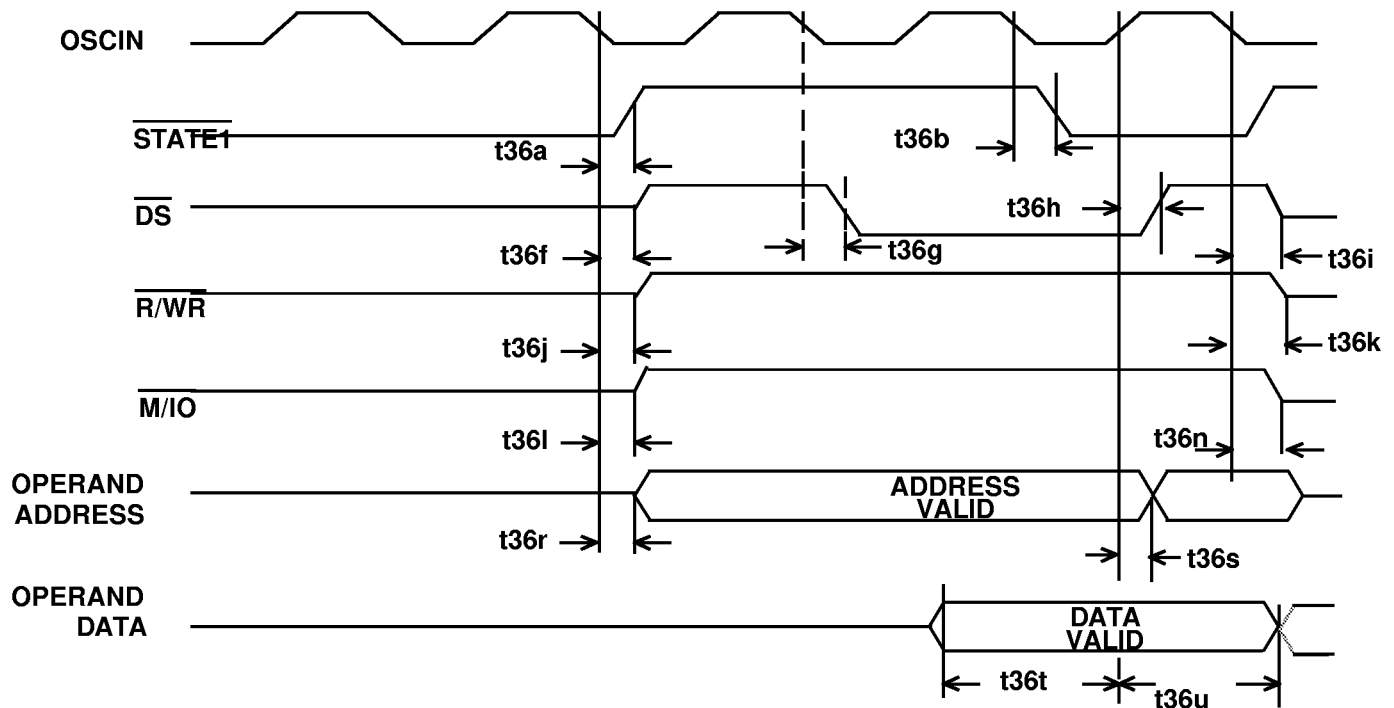 OSCIN
STATE1
t36a
t36b
DS
t36h
t36f
t36g
t36i
R/WR
t36j
t36k
M/IO
t36l
t36n
OPERAND
ADDRESS
ADDRESS
VALID
t36r
t36s
OPERAND
DATA
DATA
VALID
t36t
t36u